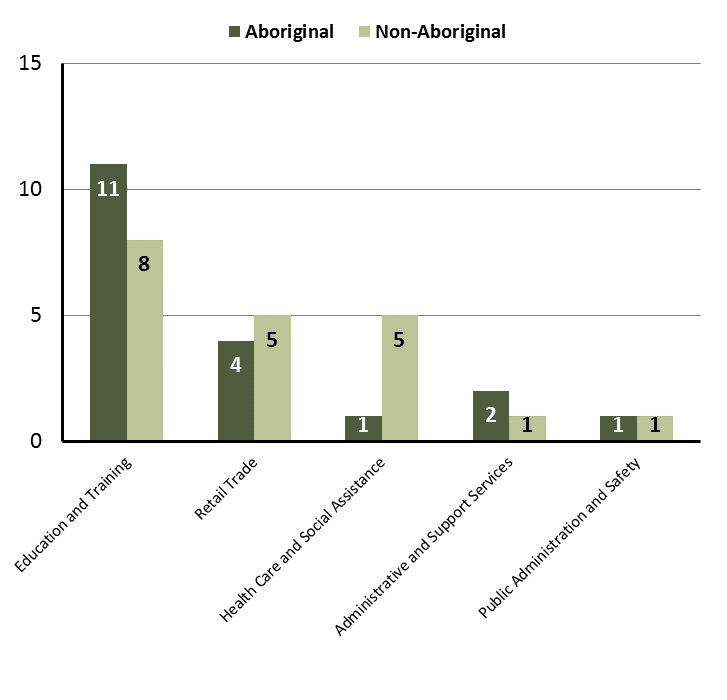 Aboriginal Non-Aboriginal
15
10
5
0
11
8
4
5
1
5
2
1
1
1
Education and Training
Retail Trade
Health Care and Social Assistance
Administrative and Support Services
Public Administration and Safety